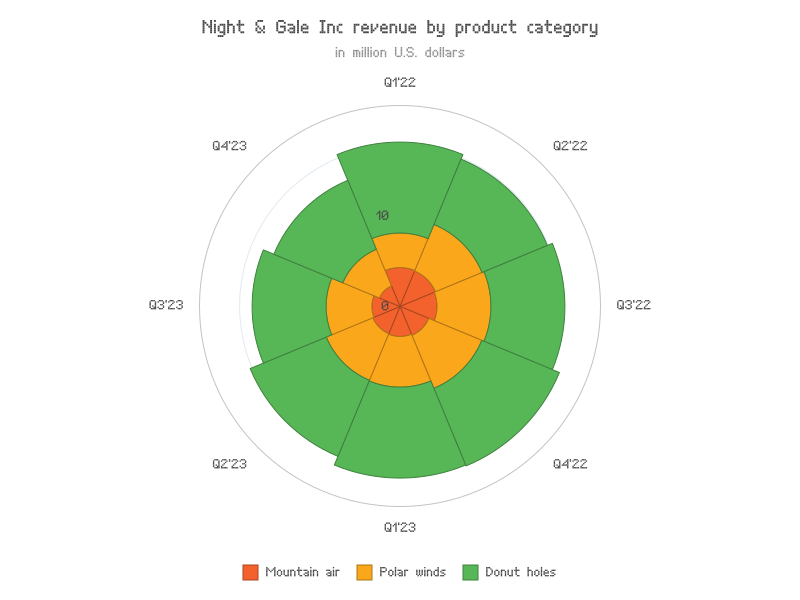 Night & Gale Inc revenue by product category
in million U.S. dollars
Q1'22
Q4'23
Q2'22
10
Q3'23
0
Q3'22
Q2'23
Q4'22
Q1'23
Mountain air
Polar winds
Donut holes